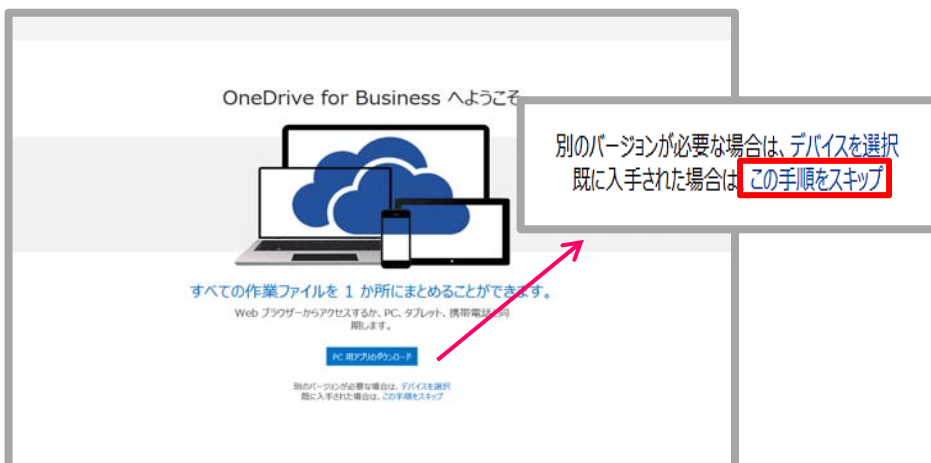 OneDrive for Business へようこそ
別のバージョンが必要な場合は、デバイスを選択
既に入手された場合は、この手順をスキップ
すべての作業ファイルを 1 か所にまとめることができます。
Web ブラウザーからアクセスするか、PC、タブレット、携帯電話と同
期します。
PC 用アプリのダウンロード
別のバージョンが必要な場合は、デバイスを選択
既に入手された場合は、この手順をスキップ